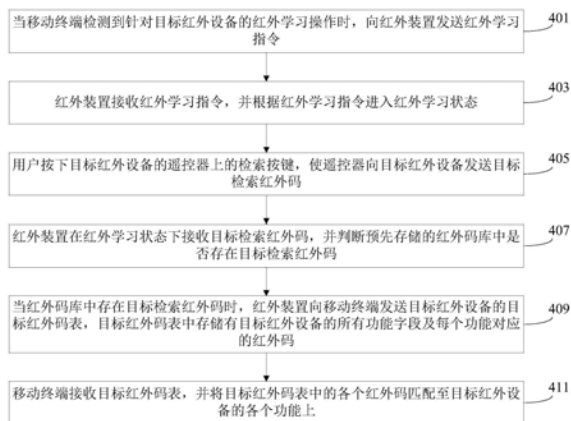 当移动终端检测到针对目标红外设备的红外学习操作时，向红外装置发送红外学习
指令
401
红外装置接收红外学习指令，并根据红外学习指令进入红外学习状态
403
用户按下目标红外设备的遥控器上的检索按键，使遥控器向目标红外设备发送目标
检索红外码
405
红外装置在红外学习状态下接收目标检索红外码，并判断预先存储的红外码库中是
否存在目标检索红外码
407
当红外码库中存在目标检索红外码时，红外装置向移动终端发送目标红外设备的目
标红外码表，目标红外码表中存储有目标红外设备的所有功能字段及每个功能对应
的红外码
409
移动终端接收目标红外码表，并将目标红外码表中的各个红外码匹配至目标红外设
备的各个功能上
411